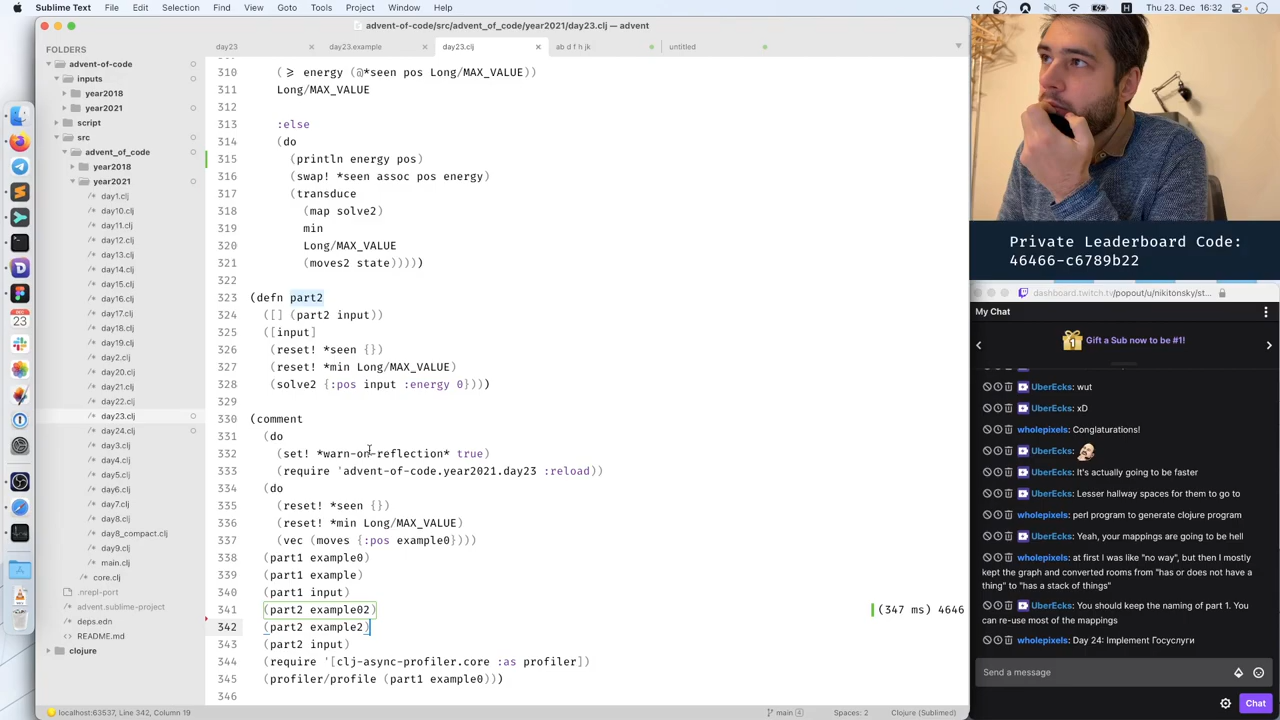 Sublime Text File Edit Selection Find View Goto Tools Project Window Help
Thu 23. Dec 16:32
advent-of-code/src/advent_of_code/year2021/day23.clj — advent
FOLDERS
advent-of-code
inputs
year2018
year2021
script
src
advent_of_code
year2018
year2021
day1.clj
day10.clj
day11.clj
day12.clj
day13.clj
day14.clj
day15.clj
day16.clj
day17.clj
day18.clj
day19.clj
day2.clj
day20.clj
day21.clj
day22.clj
day23.clj
day24.clj
day3.clj
day4.clj
day5.clj
day6.clj
day7.clj
day8.clj
day8_compact.clj
day9.clj
main.clj
core.clj
.nrepl-port
advent.sublime-project
deps.edn
README.md
clojure
day23
day23.example
day23.clj
ab d f h jk
untitled
310 (>= energy (@*seen pos Long/MAX_VALUE))
311 Long/MAX_VALUE
312
313 :else
314 (do
315 (println energy pos)
316 (swap! *seen assoc pos energy)
317 (transduce
318 (map solve2)
319 min
320 Long/MAX_VALUE
321 (moves2 state)))))
322
323 (defn part2
324 ([] (part2 input))
325 ([input]
326 (reset! *seen {})
327 (reset! *min Long/MAX_VALUE)
328 (solve2 {:pos input :energy 0})))
329
330 (comment
331 (do
332 (set! *warn-on-reflection* true)
333 (require 'advent-of-code.year2021.day23 :reload))
334 (do
335 (reset! *seen {})
336 (reset! *min Long/MAX_VALUE)
337 (vec (moves {:pos example0})))
338 (part1 example0)
339 (part1 example)
340 (part1 input)
341 (part2 example02) (347 ms) 4646
342 (part2 example2)
343 (part2 input)
344 (require '[clj-async-profiler.core :as profiler])
345 (profiler/profile (part1 example0)))
346
localhost:63537, Line 342, Column 19
main 4
Spaces: 2
Clojure (Sublimed)
Private Leaderboard Code:
46466-c6789b22
dashboard.twitch.tv/popout/u/nikitonsky/st...
My Chat
1 Gift a Sub now to be #1!
UberEcks: wut
UberEcks: xD
wholepixels: Conglaturations!
UberEcks:
UberEcks: It's actually going to be faster
UberEcks: Lesser hallway spaces for them to go to
wholepixels: perl program to generate clojure program
UberEcks: Yeah, your mappings are going to be hell
wholepixels: at first I was like "no way", but then I mostly
kept the graph and converted rooms from "has or does not have a
thing" to "has a stack of things"
UberEcks: You should keep the naming of part 1. You
can re-use most of the mappings
wholepixels: Day 24: Implement Госуслуги
Send a message
Chat